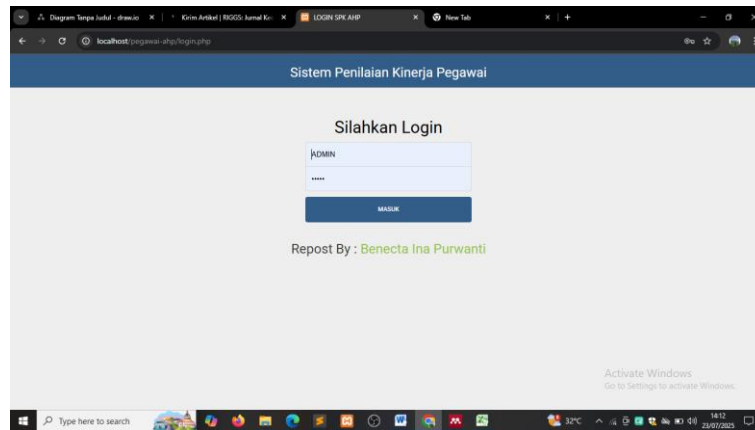 Diagram Tanpa Judul - draw.io
Kirim Artikel | RIGGS: Jurnal Ke
LOGIN SPK AHP
New Tab
localhost/pegawai-ahp/login.php
Sistem Penilaian Kinerja Pegawai
Silahkan Login
ADMIN
•••••
MASUK
Repost By : Benecta Ina Purwanti
Activate Windows
Go to Settings to activate Windows.
Type here to search
32°C
14:12
23/07/2025